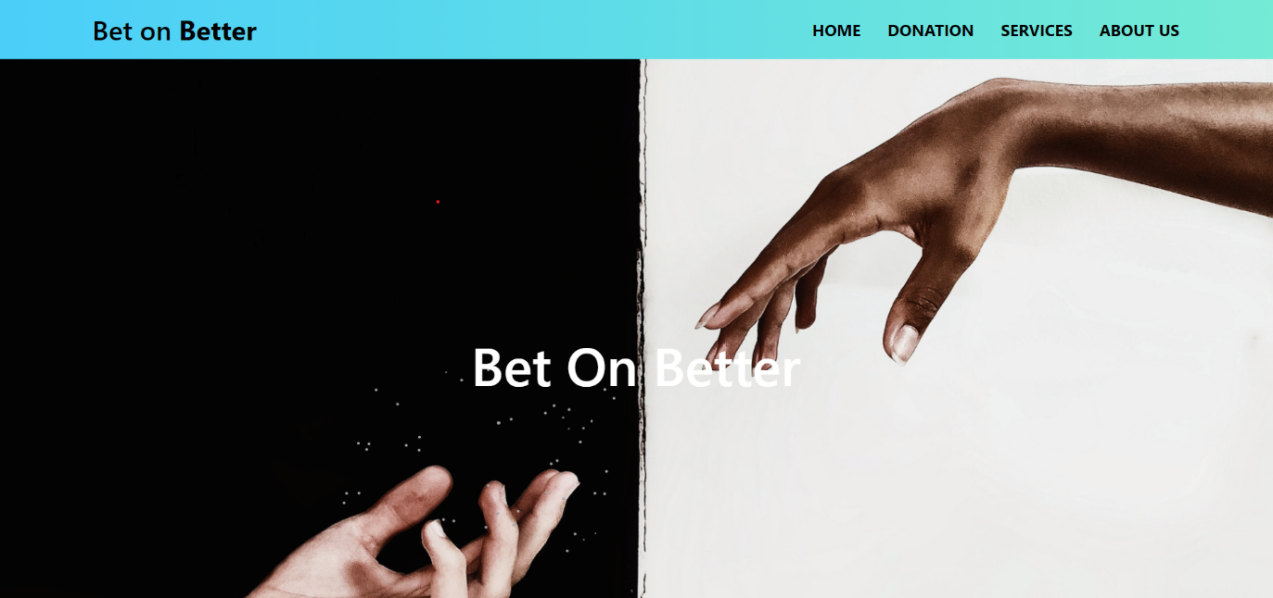 Bet on Better
HOME DONATION SERVICES ABOUT US
Bet On Better